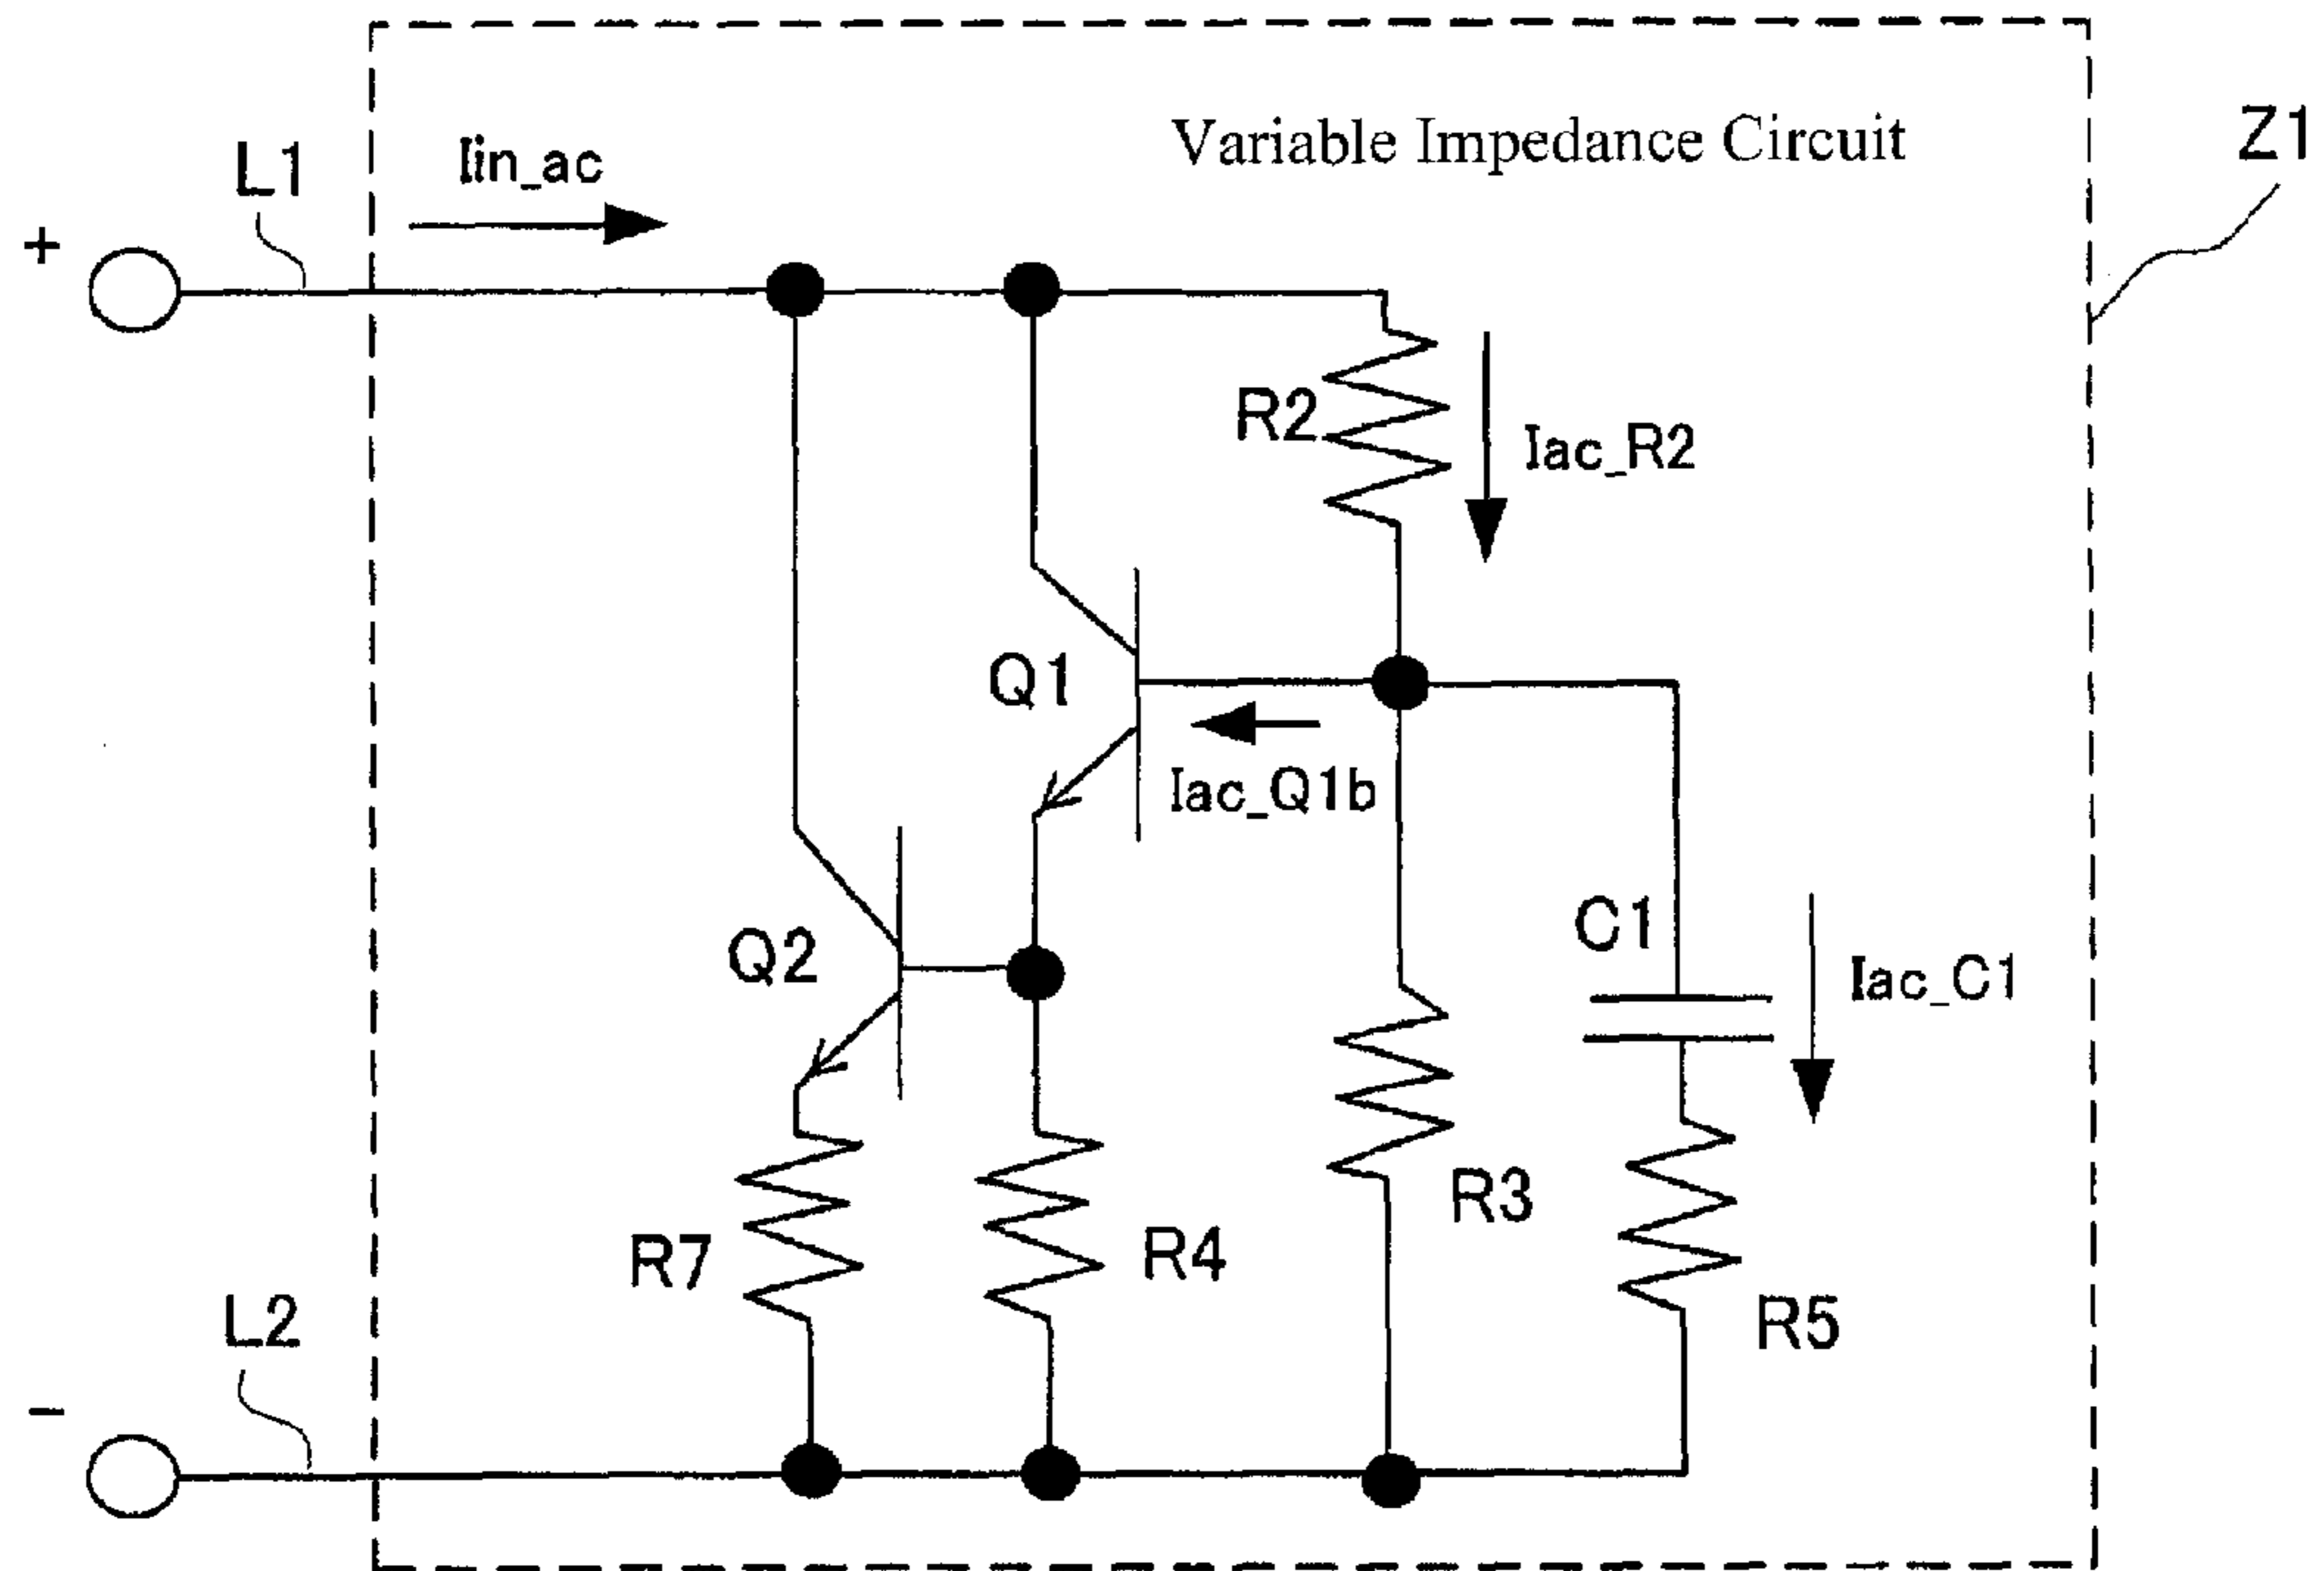 Variable Impedance Circuit
Z1
L1
Iin_ac
+
R2
Iac_R2
Q1
Iac_Q1b
Q2
C1
Iac_C1
R7
R4
R3
R5
L2
-